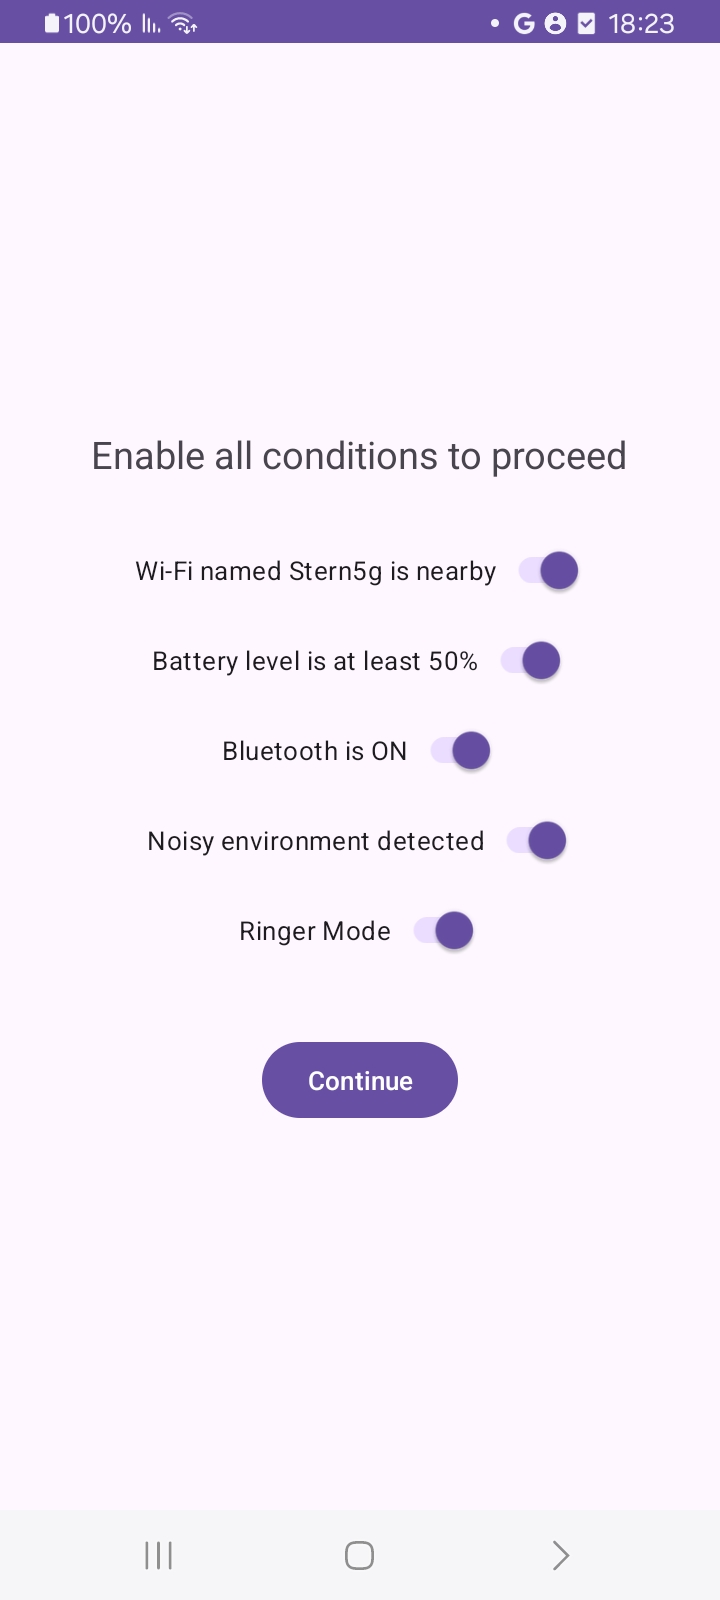 100%
18:23
Enable all conditions to proceed
Wi-Fi named Stern5g is nearby
Battery level is at least 50%
Bluetooth is ON
Noisy environment detected
Ringer Mode
Continue